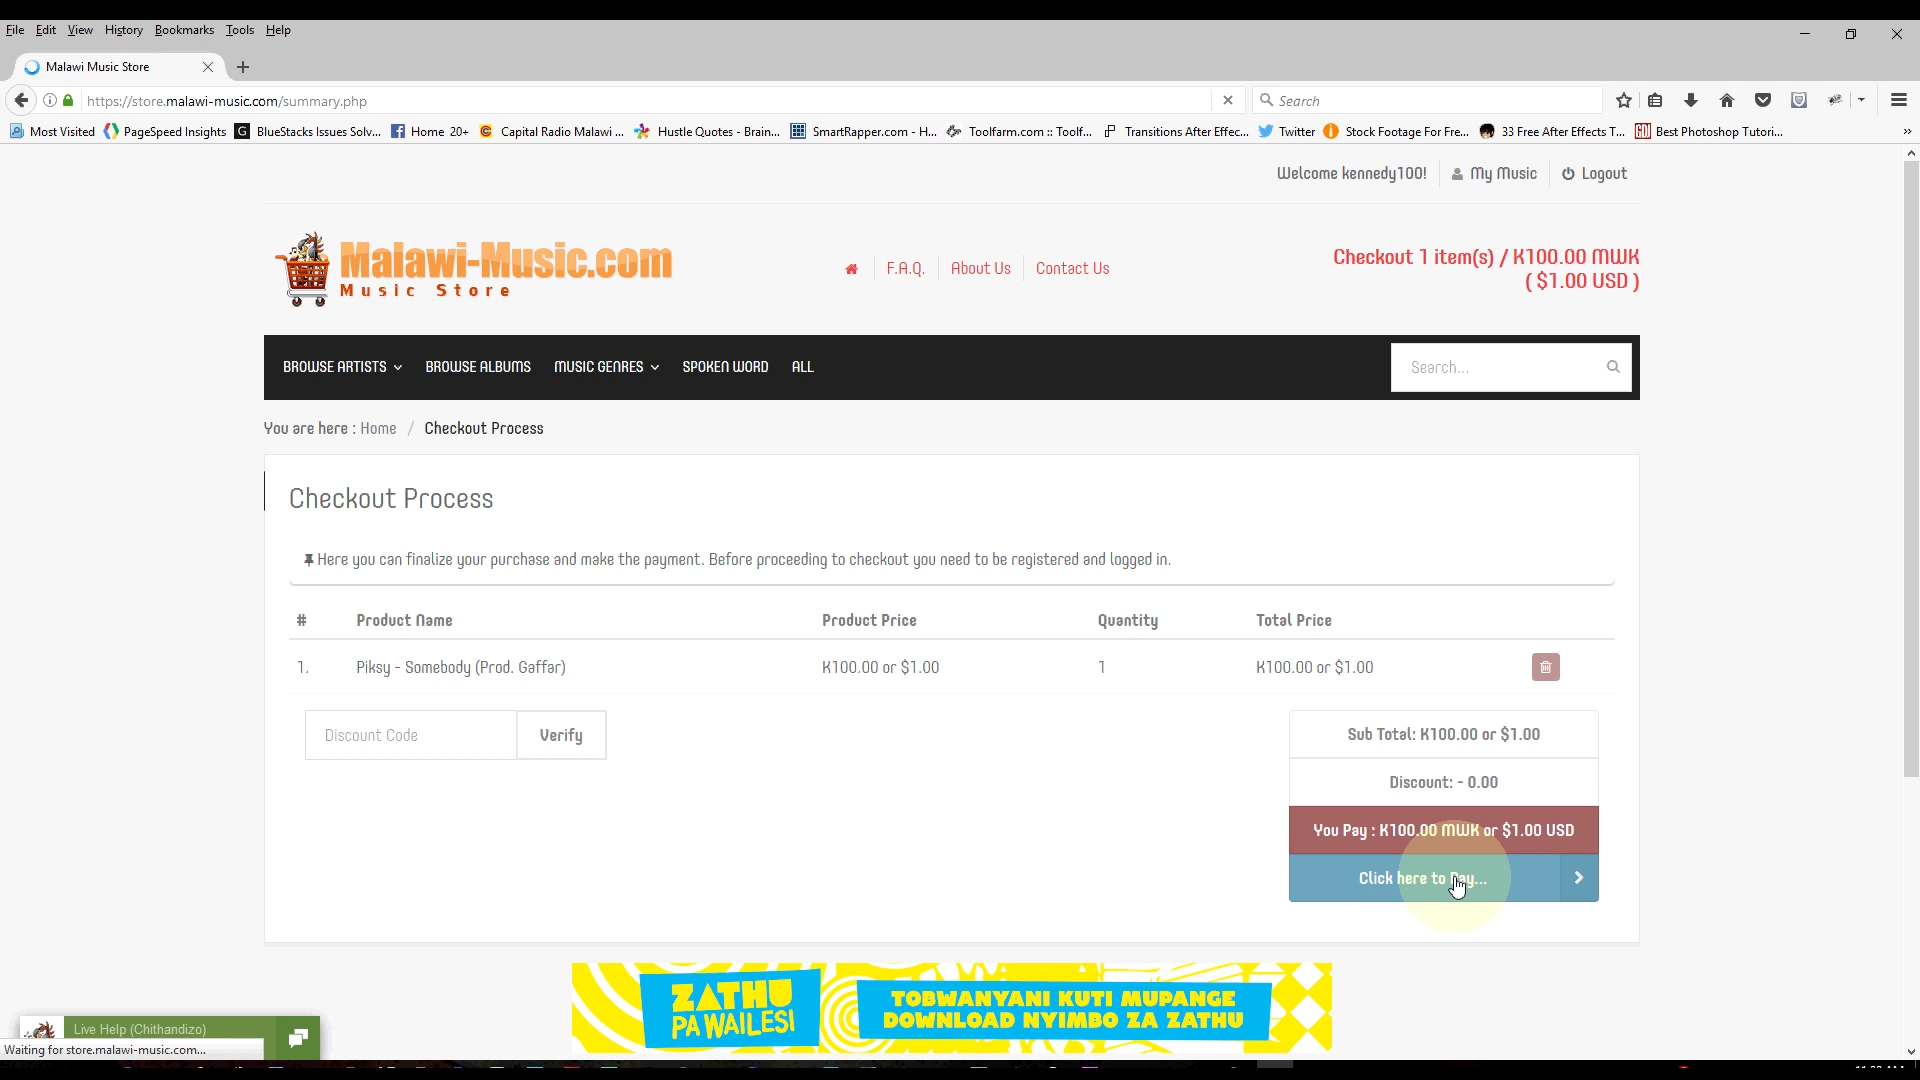 File Edit View History Bookmarks Tools Help
Malawi Music Store
https://store.malawi-music.com/summary.php
Search
Most Visited PageSpeed Insights BlueStacks Issues Solv... Home 20+ Capital Radio Malawi ... Hustle Quotes - Brain... SmartRapper.com - H... Toolfarm.com :: Toolf... Transitions After Effec... Twitter Stock Footage For Fre... 33 Free After Effects T... Best Photoshop Tutori...
Welcome kennedy100! My Music Logout
Malawi-Music.com
Music Store
F.A.Q. About Us Contact Us
Checkout 1 item(s) / K100.00 MWK
( $1.00 USD )
BROWSE ARTISTS BROWSE ALBUMS MUSIC GENRES SPOKEN WORD ALL
Search...
You are here : Home / Checkout Process
Checkout Process
Here you can finalize your purchase and make the payment. Before proceeding to checkout you need to be registered and logged in.
# Product Name Product Price Quantity Total Price
1. Piksy - Somebody (Prod. Gaffar) K100.00 or $1.00 1 K100.00 or $1.00
Discount Code Verify
Sub Total: K100.00 or $1.00
Discount: - 0.00
You Pay : K100.00 MWK or $1.00 USD
Click here to Pay...
ZATHU
PA WAILESI
TOBWANYANI KUTI MUPANGE
DOWNLOAD NYIMBO ZA ZATHU
Live Help (Chithandizo)
Waiting for store.malawi-music.com...